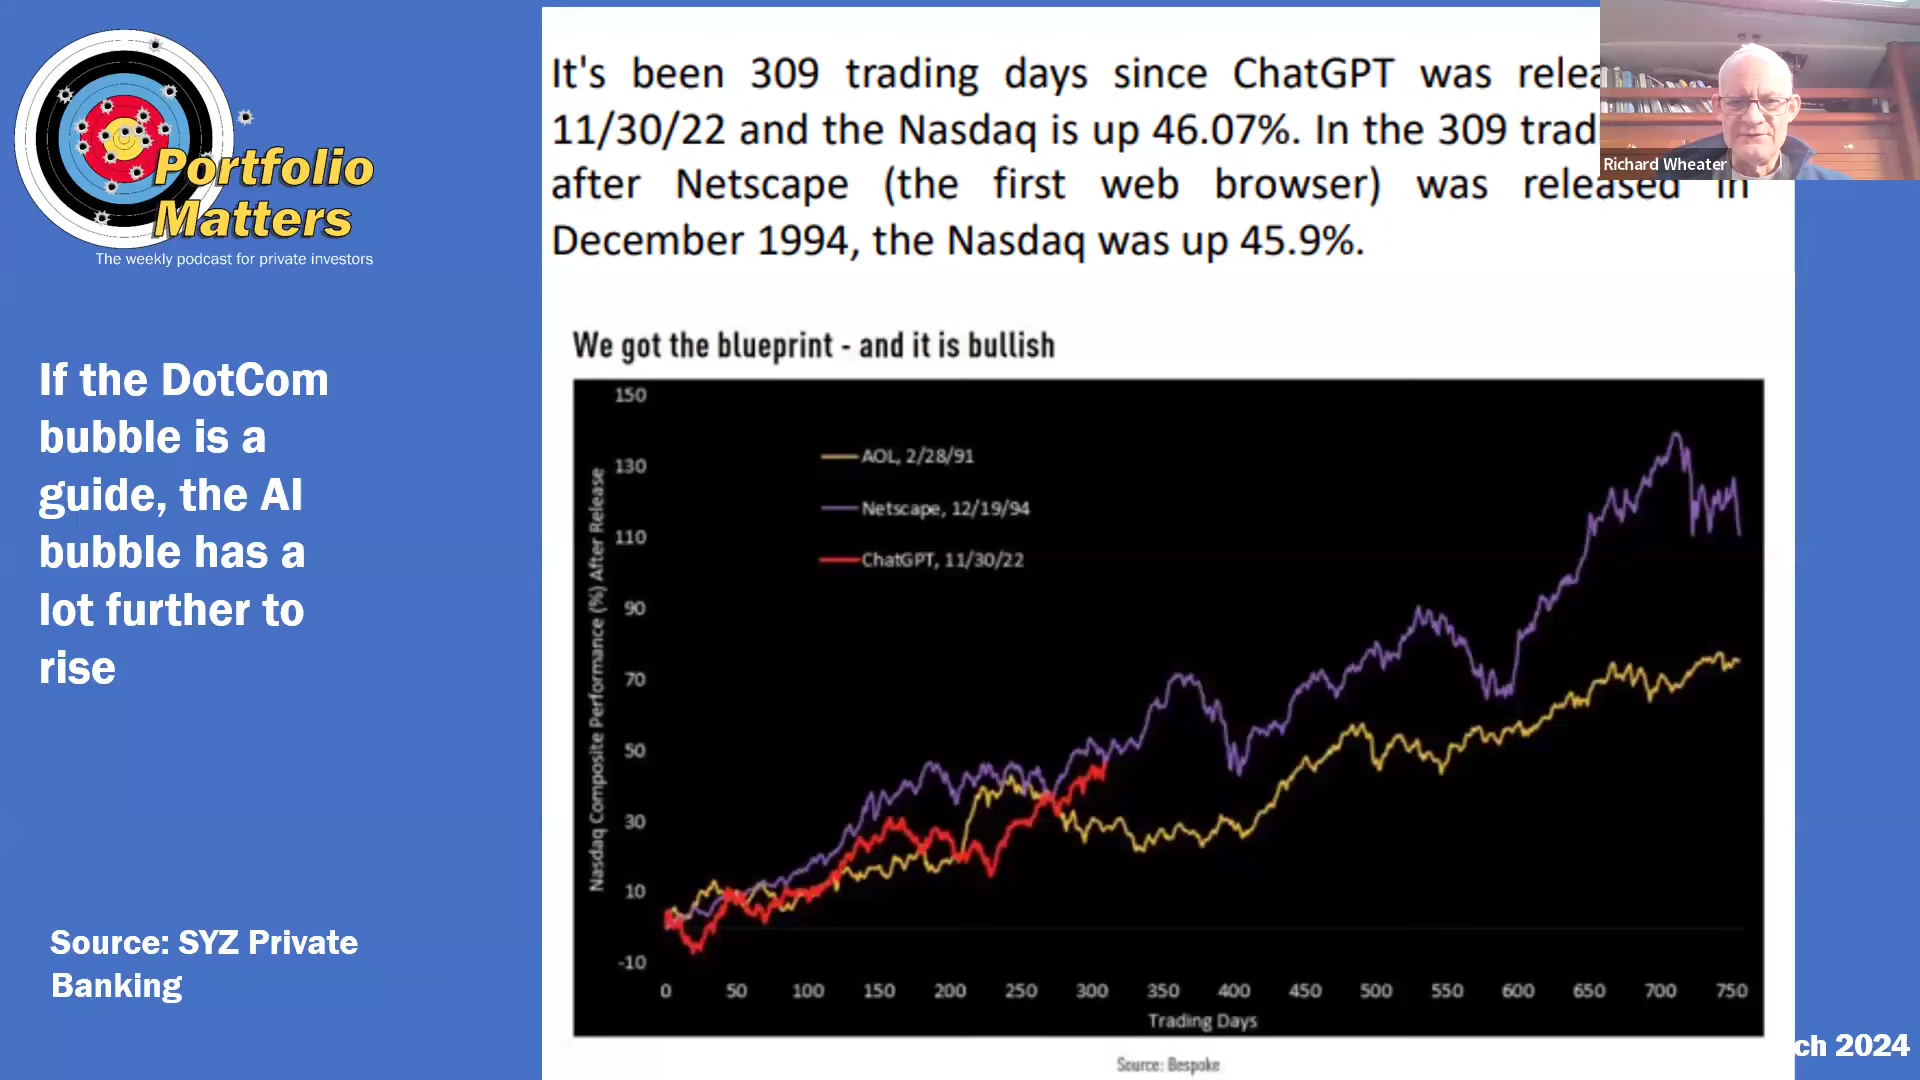 Portfolio
Matters
The weekly podcast for private investors
If the DotCom
bubble is a
guide, the AI
bubble has a
lot further to
rise
Source: SYZ Private
Banking
It's been 309 trading days since ChatGPT was relea
11/30/22 and the Nasdaq is up 46.07%. In the 309 trad
after Netscape (the first web browser) was released in
December 1994, the Nasdaq was up 45.9%.
Richard Wheater
We got the blueprint - and it is bullish
Nasdaq Composite Performance (%) After Release
150
130
110
90
70
50
30
10
-10
AOL, 2/28/91
Netscape, 12/19/94
ChatGPT, 11/30/22
0 50 100 150 200 250 300 350 400 450 500 550 600 650 700 750
Trading Days
Source: Bespoke
ch 2024